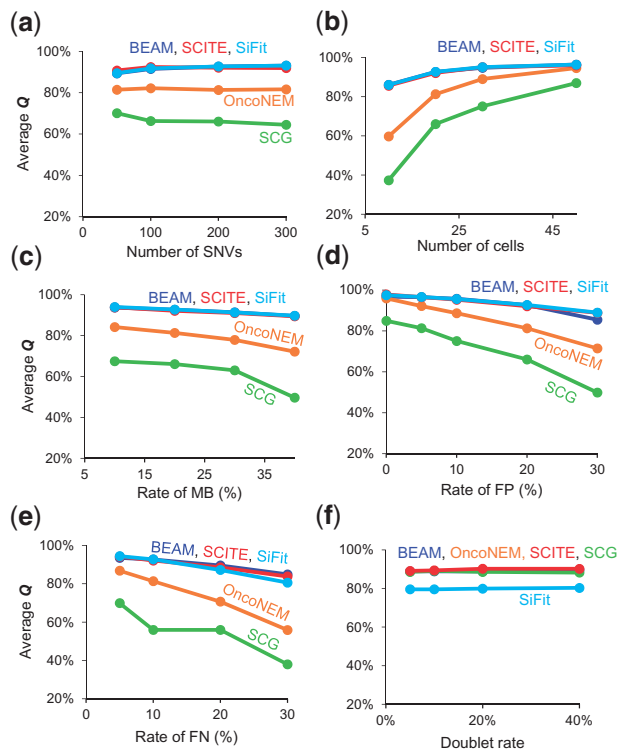 (a)
BEAM, SCITE, SiFit
100%
80%
60%
40%
20%
OncoNEM
SCG
Average Q
0
100
200
300
Number of SNVs
(b)
BEAM, SCITE, SiFit
100%
80%
60%
40%
20%
OncoNEM
SCG
5
25
45
Number of cells
(c)
BEAM, SCITE, SiFit
100%
80%
60%
40%
20%
OncoNEM
SCG
Average Q
5
15
25
35
Rate of MB (%)
(d)
BEAM, SCITE, SiFit
100%
80%
60%
40%
20%
OncoNEM
SCG
0
10
20
30
Rate of FP (%)
(e)
BEAM, SCITE, SiFit
100%
80%
60%
40%
20%
OncoNEM
SCG
Average Q
0
10
20
30
Rate of FN (%)
(f)
BEAM, OncoNEM, SCITE, SCG
100%
80%
60%
40%
20%
SiFit
0%
20%
40%
Doublet rate